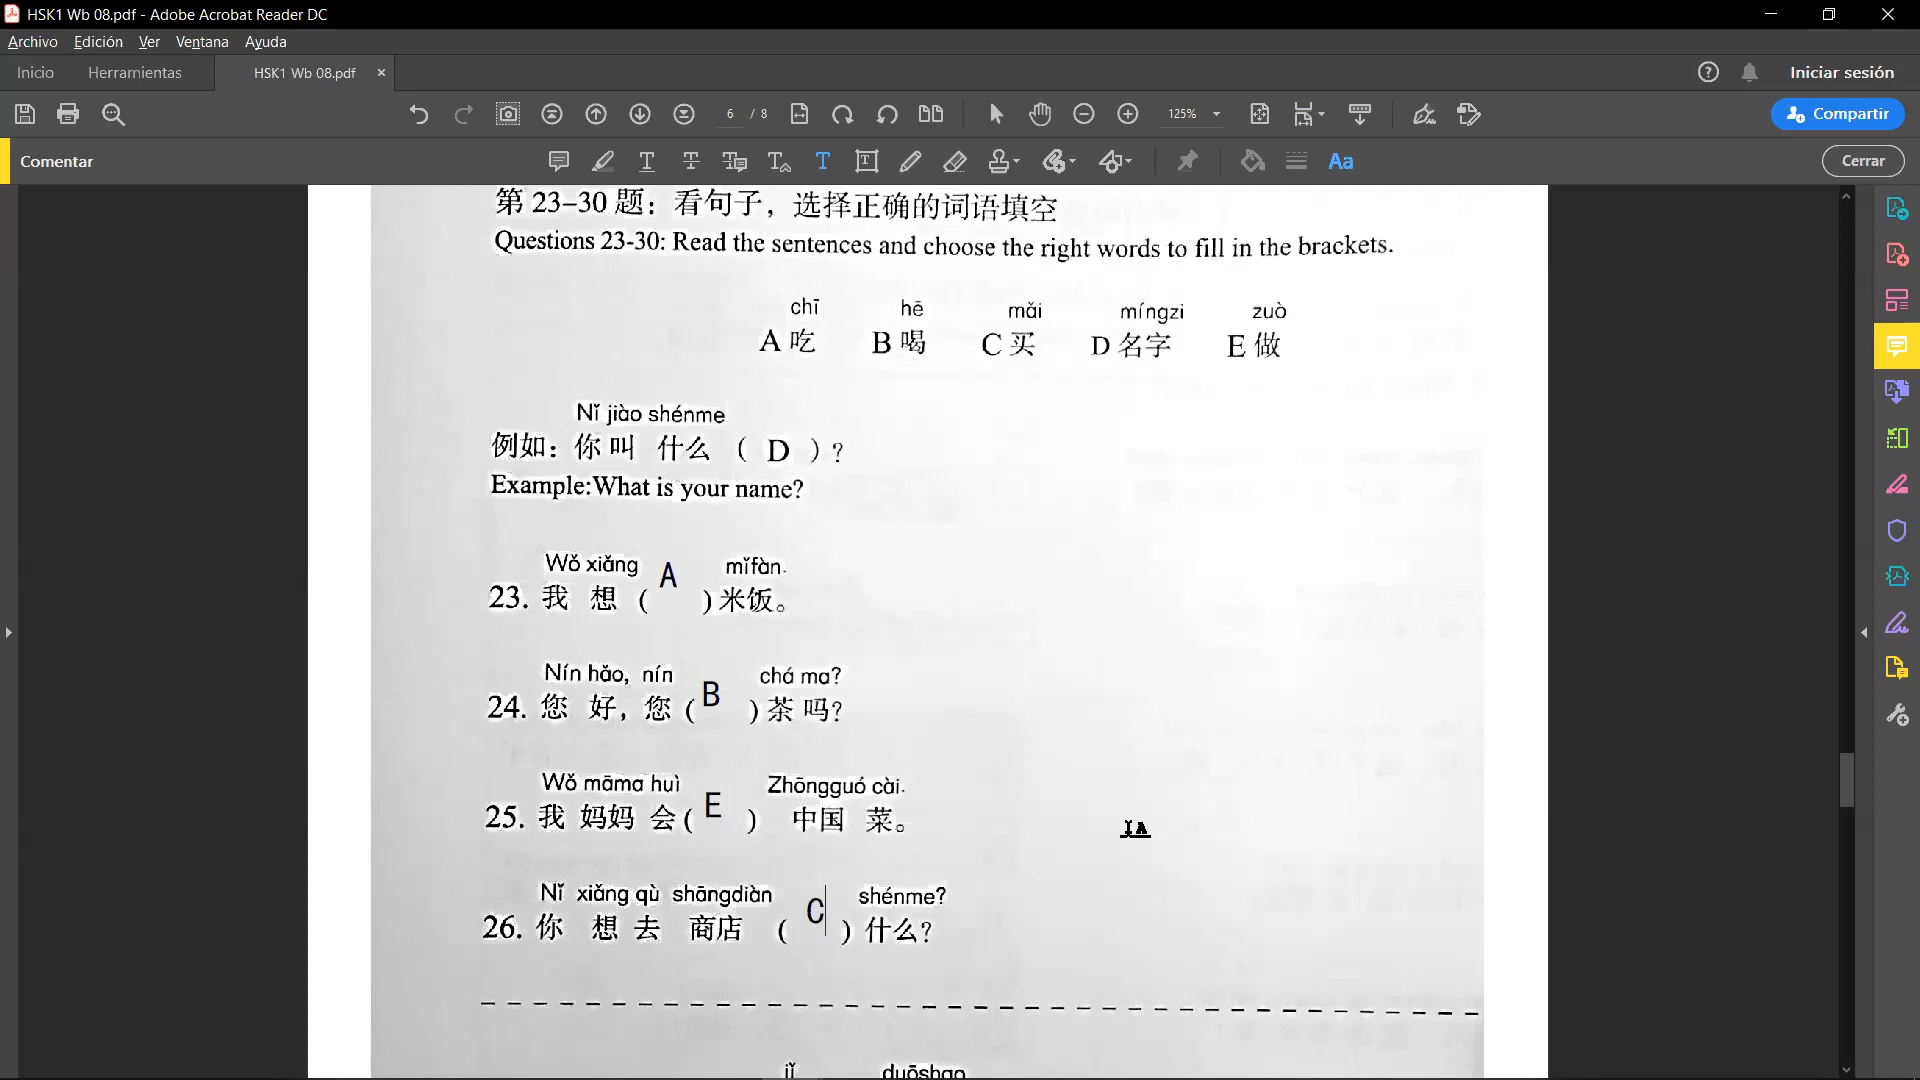 HSK1 Wb 08.pdf - Adobe Acrobat Reader DC
Archivo Edición Ver Ventana Ayuda
Inicio Herramientas HSK1 Wb 08.pdf × Iniciar sesión
6 / 8 125% Compartir
Comentar Cerrar
第 23–30 题：看句子，选择正确的词语填空
Questions 23-30: Read the sentences and choose the right words to fill in the brackets.
chī hē mǎi míngzi zuò
A 吃 B 喝 C 买 D 名字 E 做
Nǐ jiào shénme
例如：你 叫 什么 （ D ）？
Example:What is your name?
Wǒ xiǎng mǐfàn.
23. 我 想 ( A ) 米饭。
Nín hǎo, nín chá ma?
24. 您 好，您 ( B ) 茶 吗？
Wǒ māma huì Zhōngguó cài.
25. 我 妈妈 会 ( E ) 中国 菜。
Nǐ xiǎng qù shāngdiàn shénme?
26. 你 想 去 商店 ( C ) 什么？
jǐ duōshao